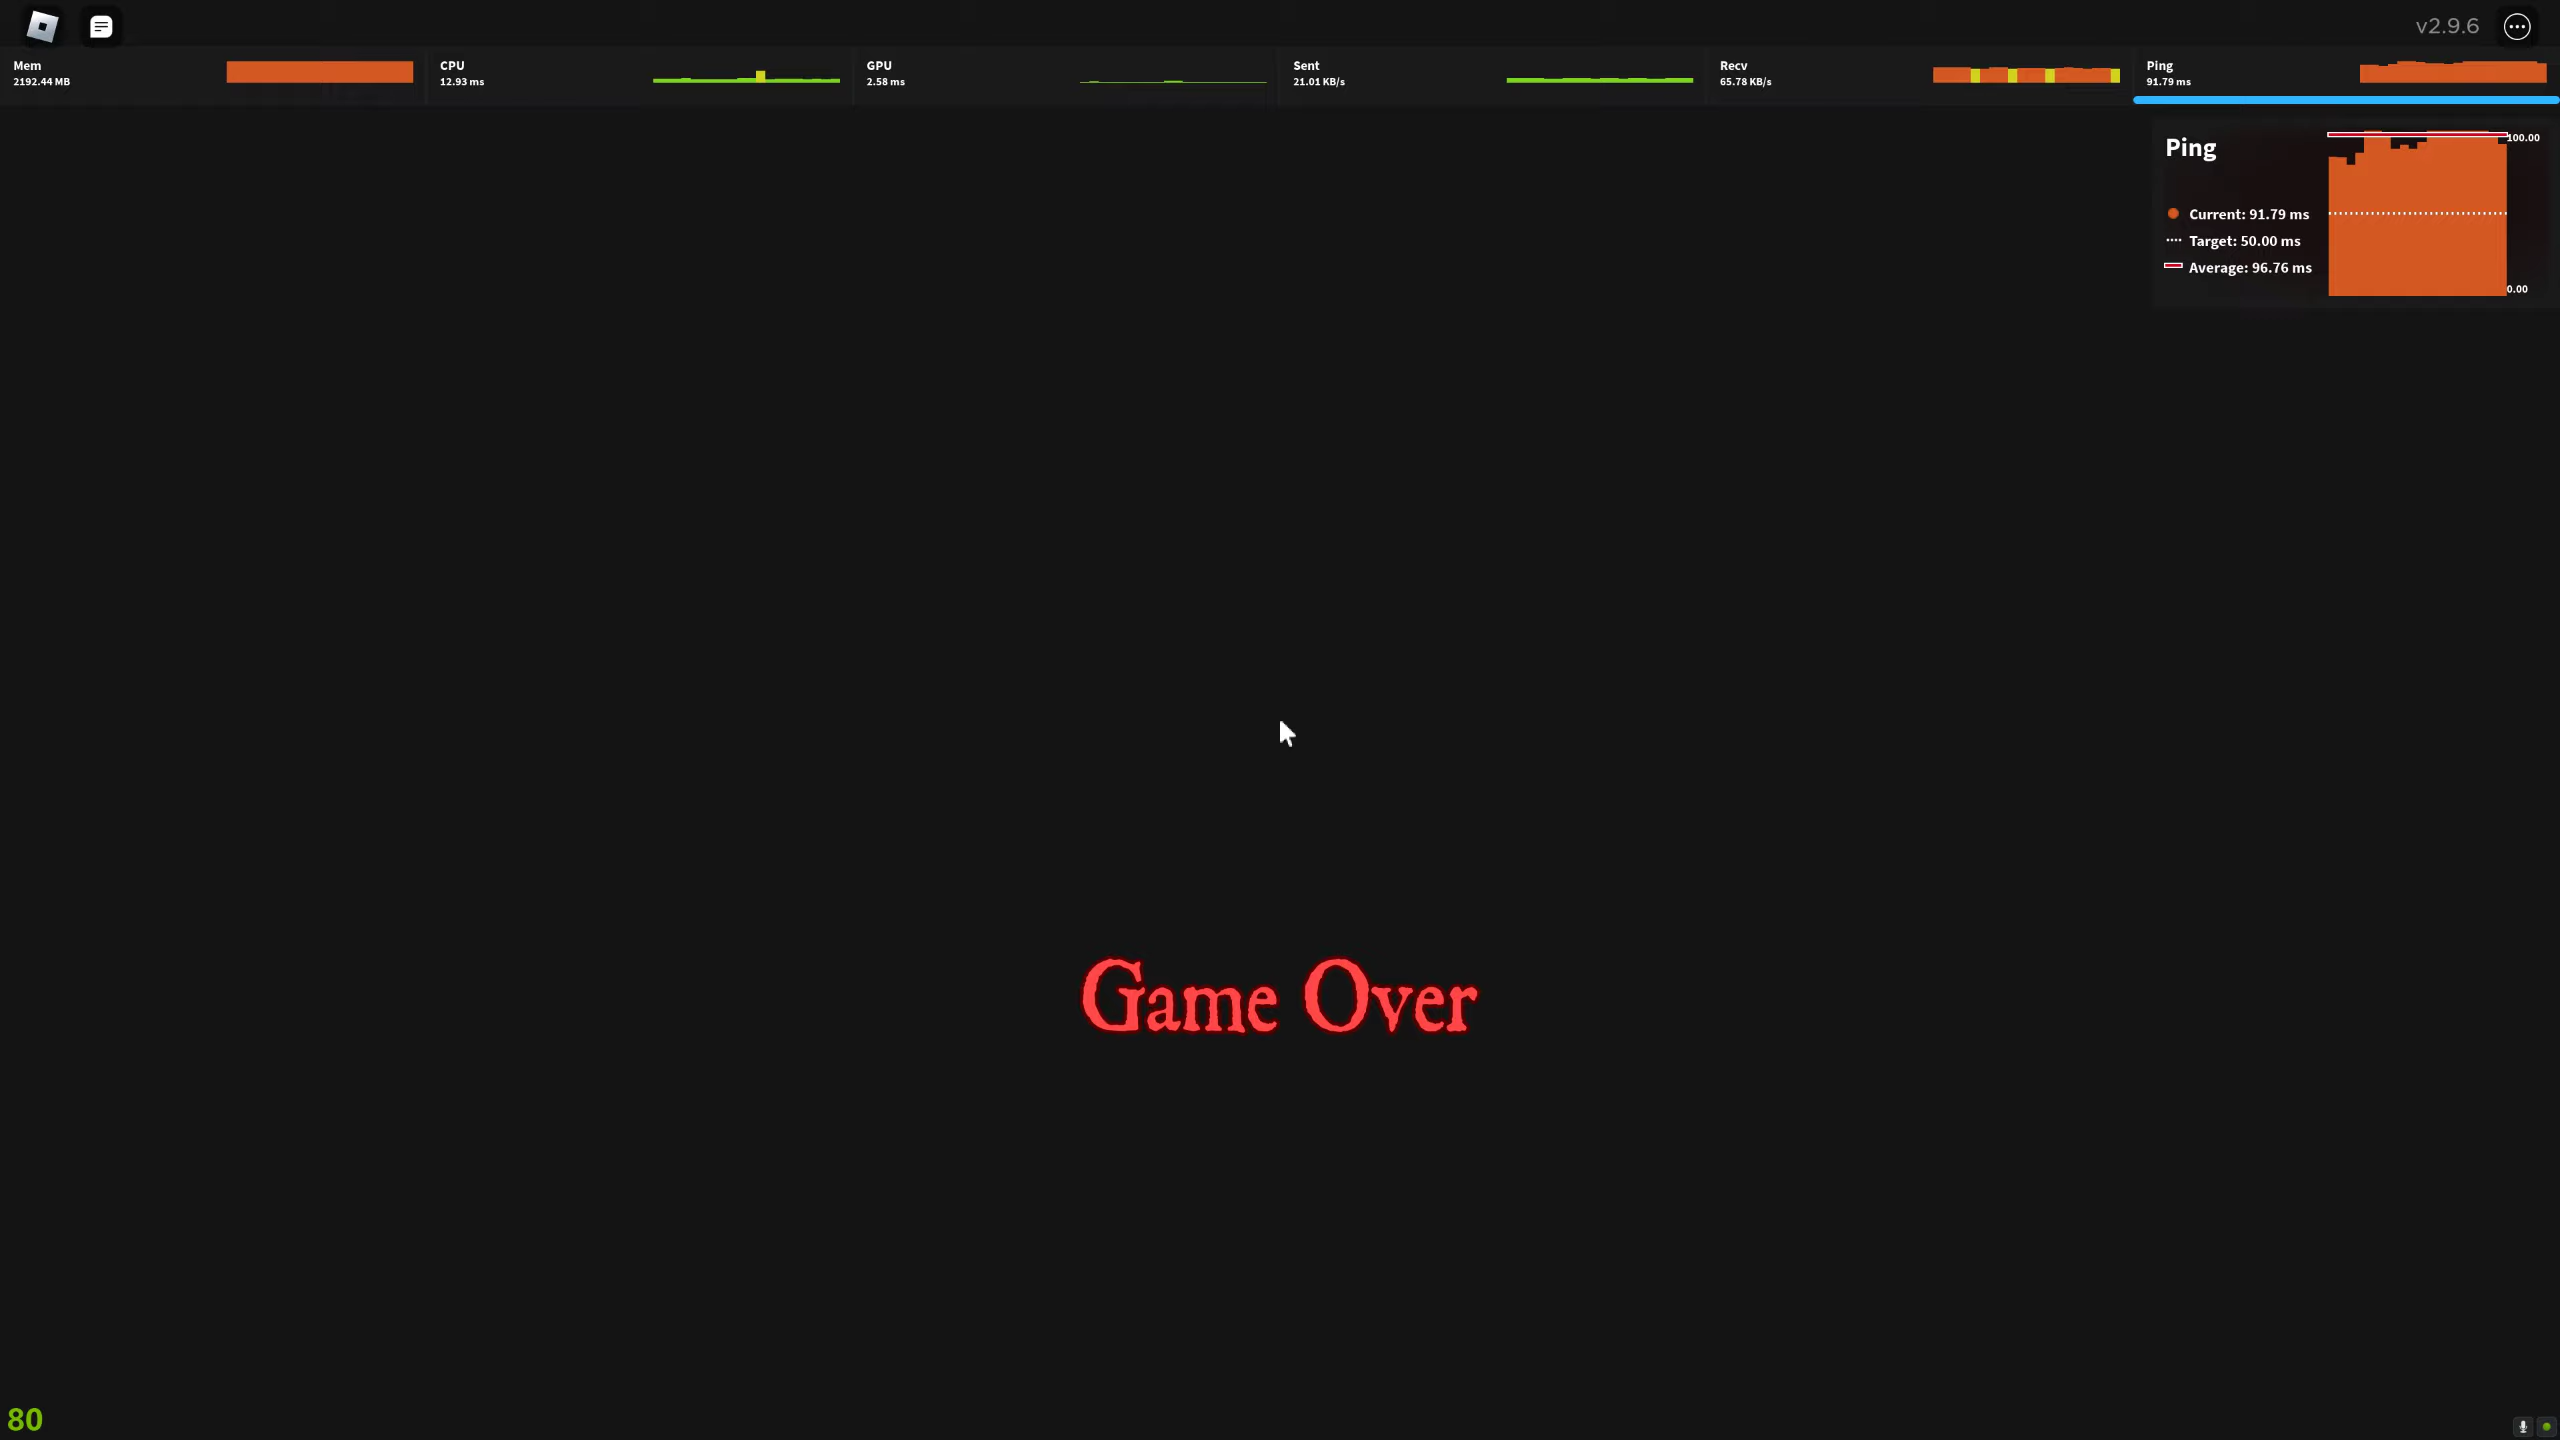 v2.9.6
Mem
2192.44 MB
CPU
12.93 ms
GPU
2.58 ms
Sent
21.01 KB/s
Recv
65.78 KB/s
Ping
91.79 ms
Ping
100.00
Current: 91.79 ms
Target: 50.00 ms
Average: 96.76 ms
0.00
Game Over
80